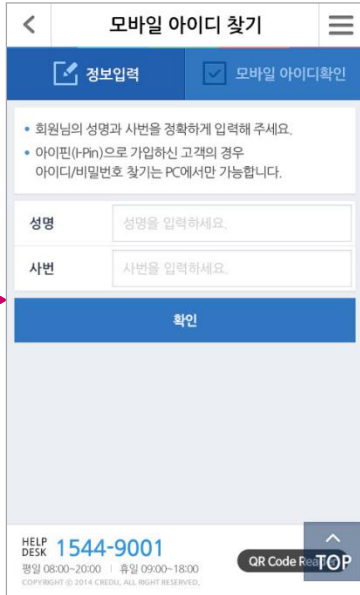 모바일 아이디 찾기
정보입력
모바일 아이디확인
• 회원님의 성명과 사번을 정확하게 입력해 주세요.
• 아이핀(I-Pin)으로 가입하신 고객의 경우
아이디/비밀번호 찾기는 PC에서만 가능합니다.
성명
성명을 입력하세요.
사번
사번을 입력하세요.
확인
HELP DESK 1544-9001
평일 08:00~20:00 | 휴일 09:00~18:00
COPYRIGHT ⓒ 2014 CREDU, ALL RIGHT RESERVED.
QR Code Reader
TOP